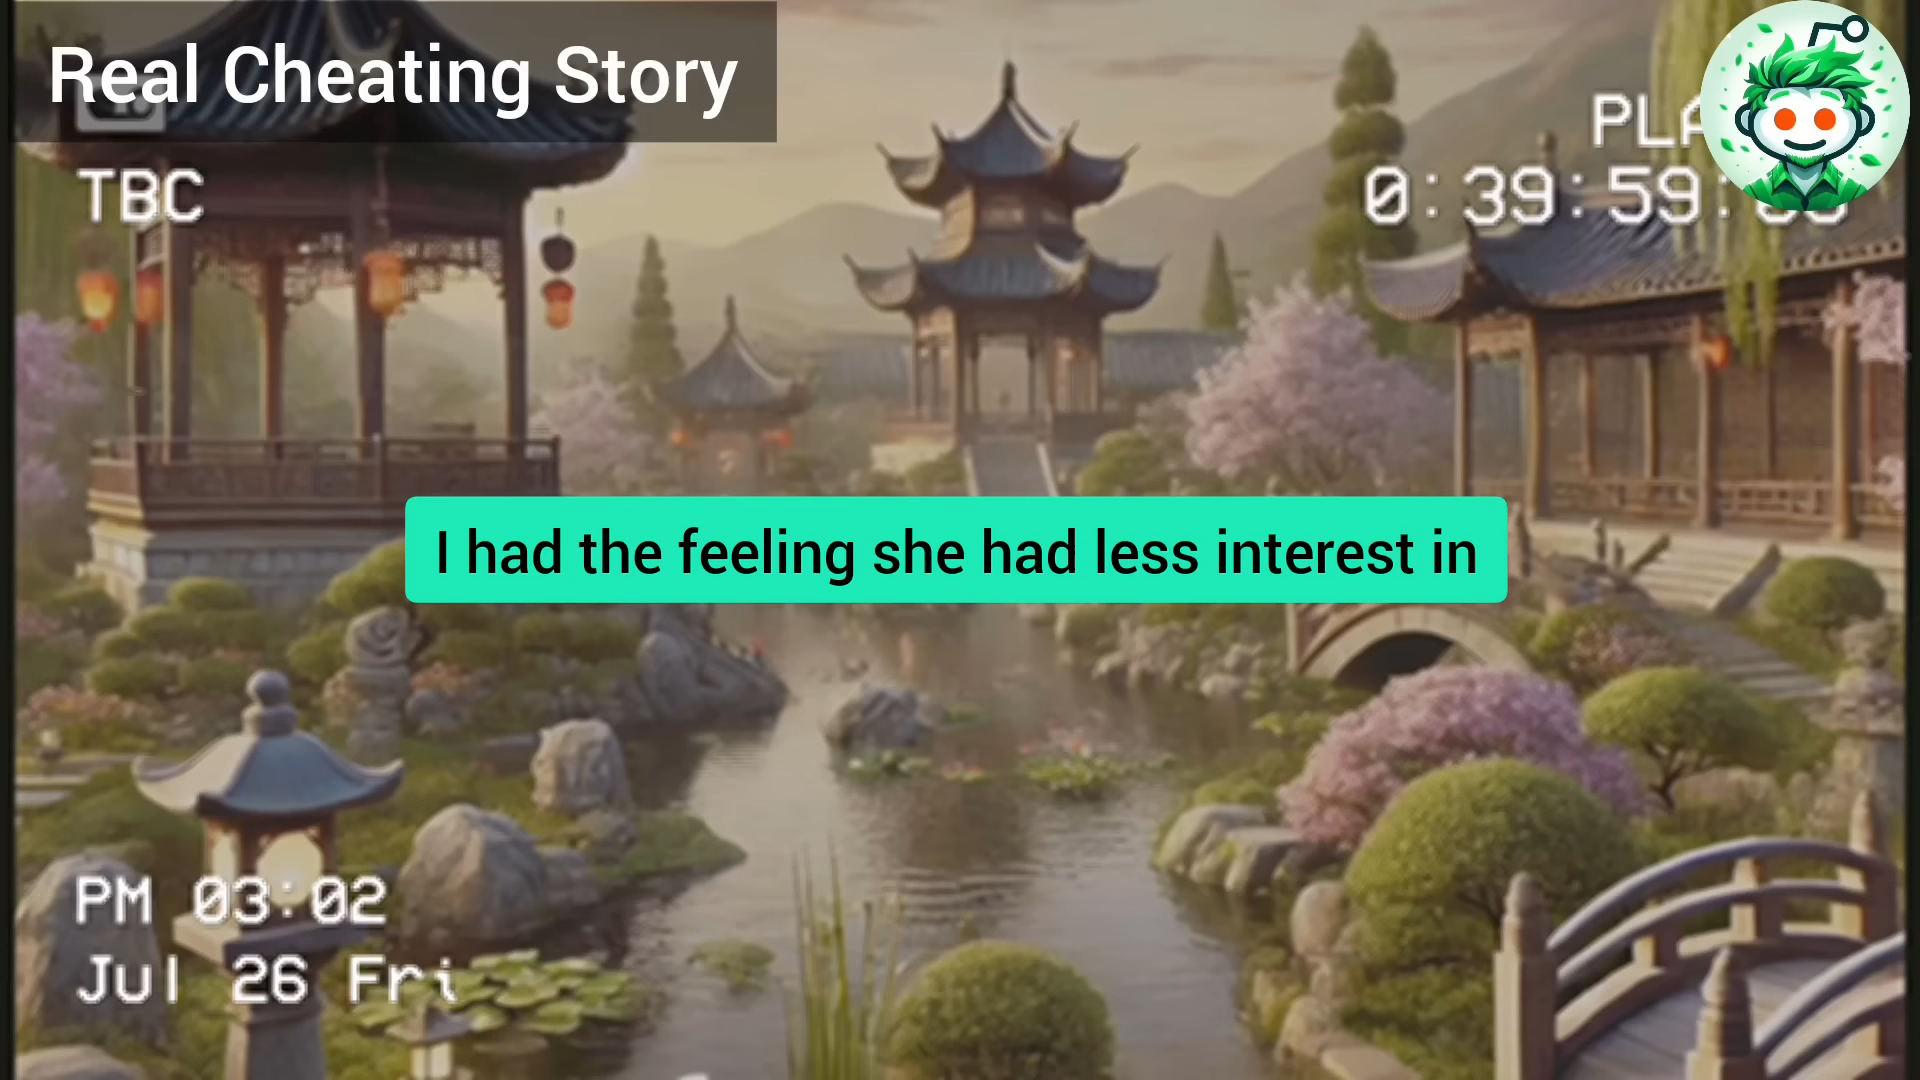 Real Cheating Story
TBC
PLA
0:39:59:
I had the feeling she had less interest in
PM 03:02
Jul 26 Fri